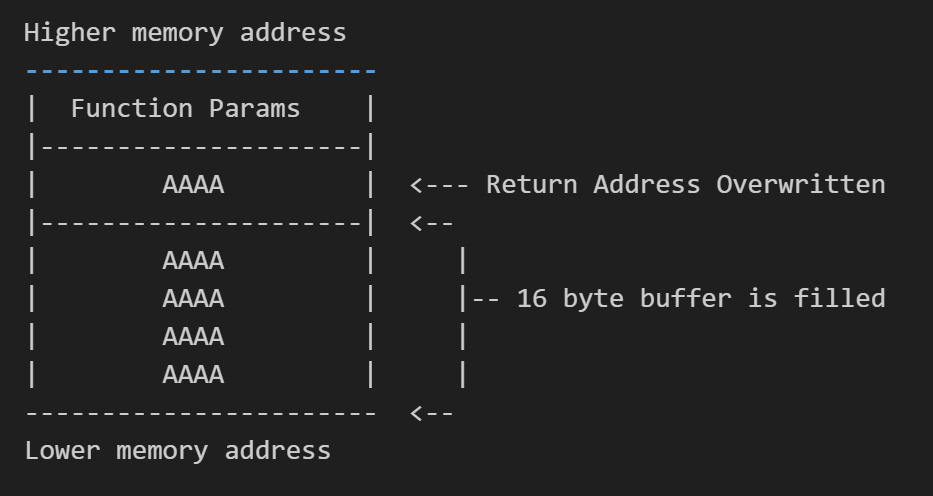 Higher memory address
-----------------------
|  Function Params    |
|---------------------|
|        AAAA         |  <--- Return Address Overwritten
|---------------------|  <--
|        AAAA         |     |
|        AAAA         |     |-- 16 byte buffer is filled
|        AAAA         |     |
|        AAAA         |     |
-----------------------  <--
Lower memory address